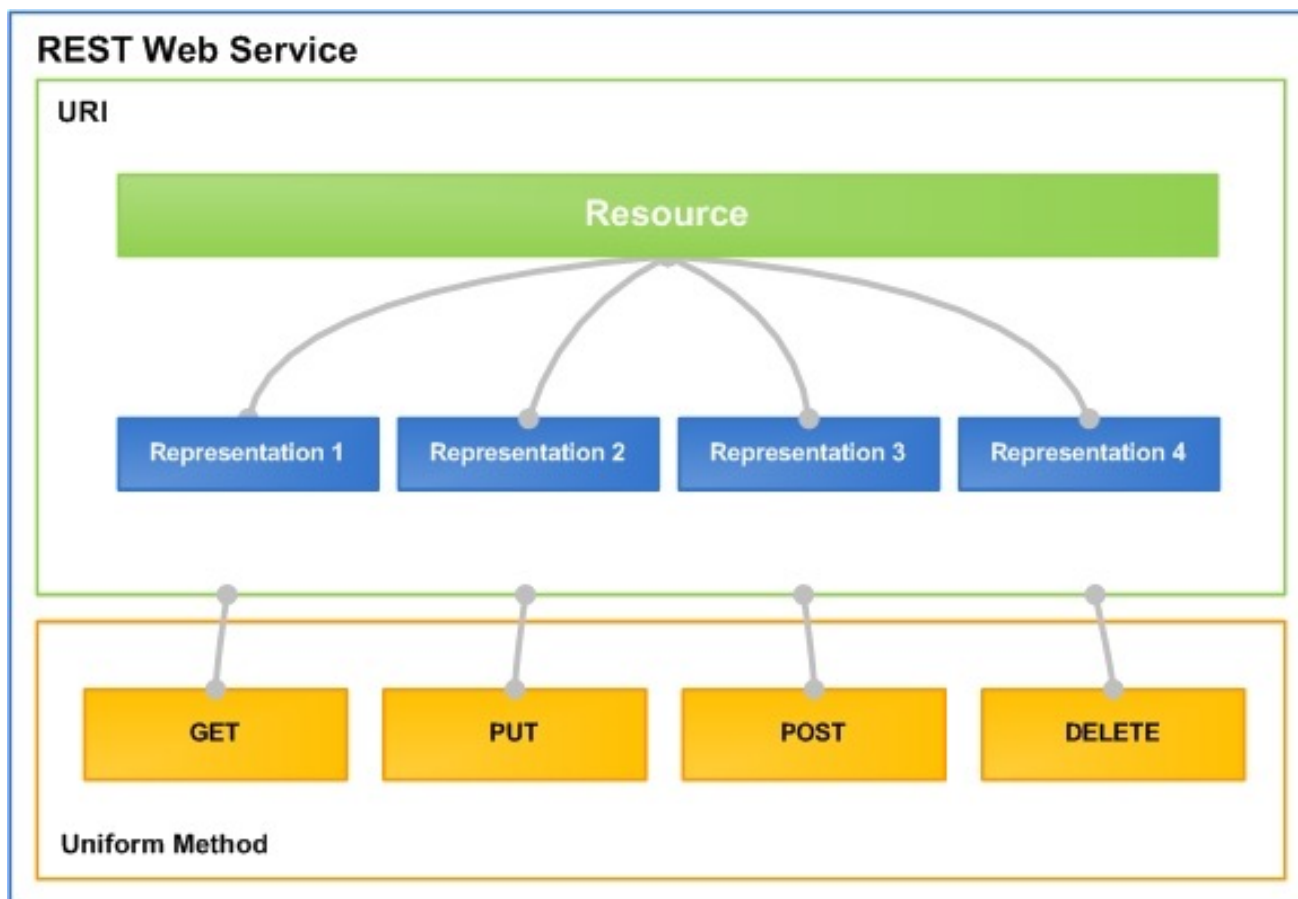 REST Web Service
URI
Resource
Representation 1
Representation 2
Representation 3
Representation 4
GET
PUT
POST
DELETE
Uniform Method